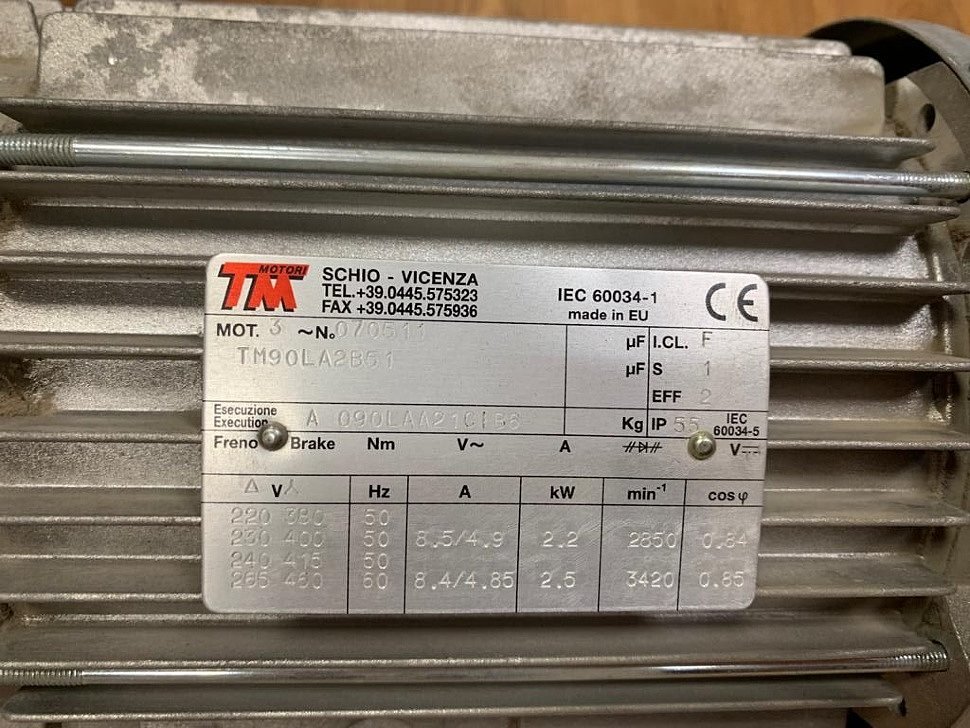 MOTORI
TM
SCHIO - VICENZA
TEL.+39.0445.575323
FAX +39.0445.575936
IEC 60034-1
made in EU
CE
MOT. 3 ~No 070511
TM90LA2B51
µF I.CL. F
µF S 1
EFF 2
Esecuzione
Execution A 090LAA21CIB6
Kg IP 55 IEC
60034-5
Freno Brake Nm V~ A V
Δ V Hz A kW min⁻¹ cos φ
220 380 50
230 400 50 8.5/4.9 2.2 2850 0.84
240 415 50
265 460 60 8.4/4.85 2.5 3420 0.85